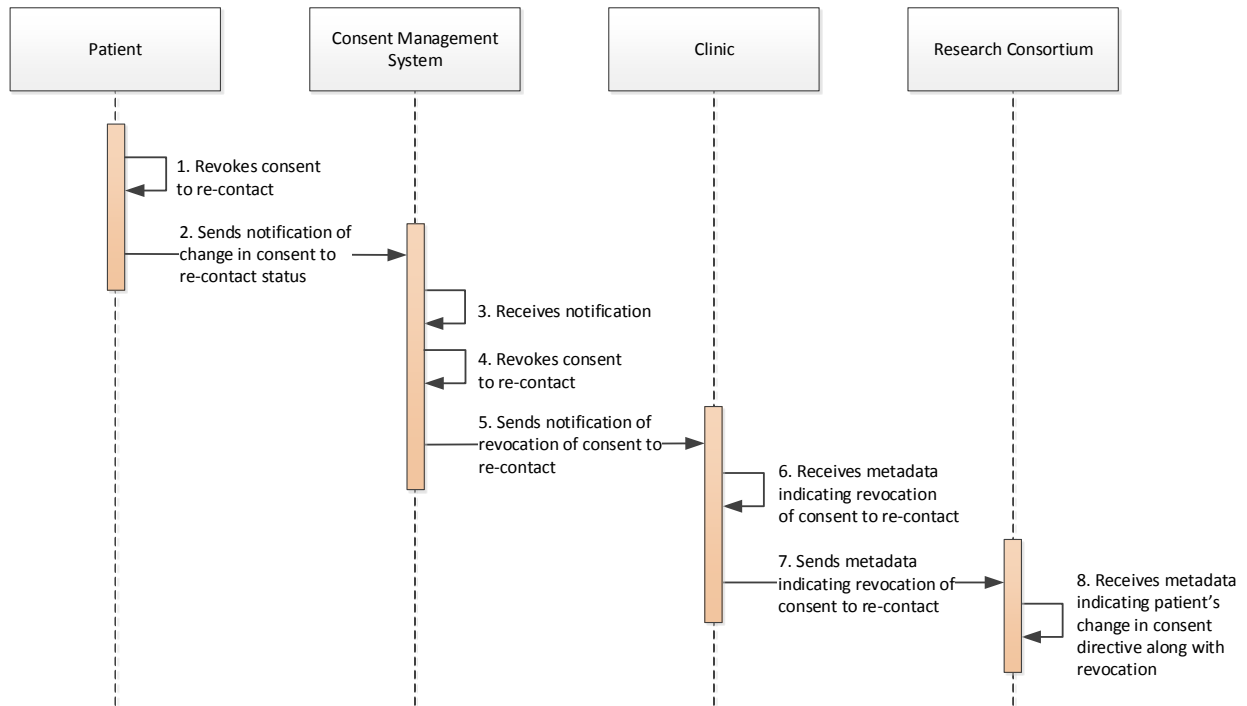 Patient
Consent Management
System
Clinic
Research Consortium
1. Revokes consent
to re-contact
2. Sends notification of
change in consent to
re-contact status
3. Receives notification
4. Revokes consent
to re-contact
5. Sends notification of
revocation of consent to
re-contact
6. Receives metadata
indicating revocation
of consent to re-contact
7. Sends metadata
indicating revocation of
consent to re-contact
8. Receives metadata
indicating patient’s
change in consent
directive along with
revocation